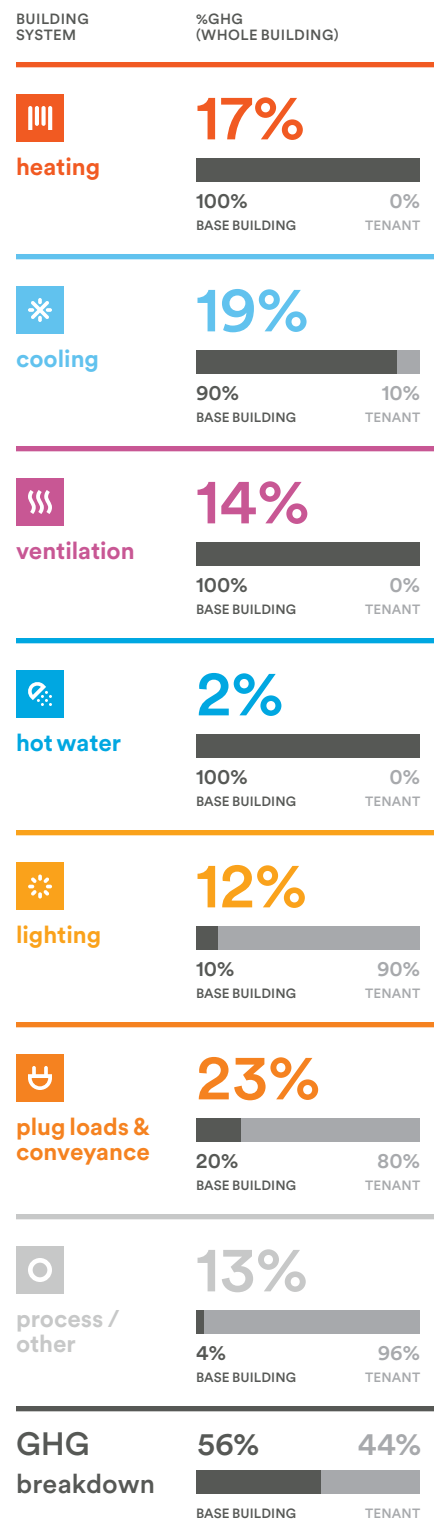 BUILDING
SYSTEM
%GHG
(WHOLE BUILDING)
17%
heating
100% 0%
BASE BUILDING TENANT
19%
cooling
90% 10%
BASE BUILDING TENANT
14%
ventilation
100% 0%
BASE BUILDING TENANT
2%
hot water
100% 0%
BASE BUILDING TENANT
12%
lighting
10% 90%
BASE BUILDING TENANT
23%
plug loads &
conveyance
20% 80%
BASE BUILDING TENANT
13%
process /
other
4% 96%
BASE BUILDING TENANT
GHG 56% 44%
breakdown
BASE BUILDING TENANT